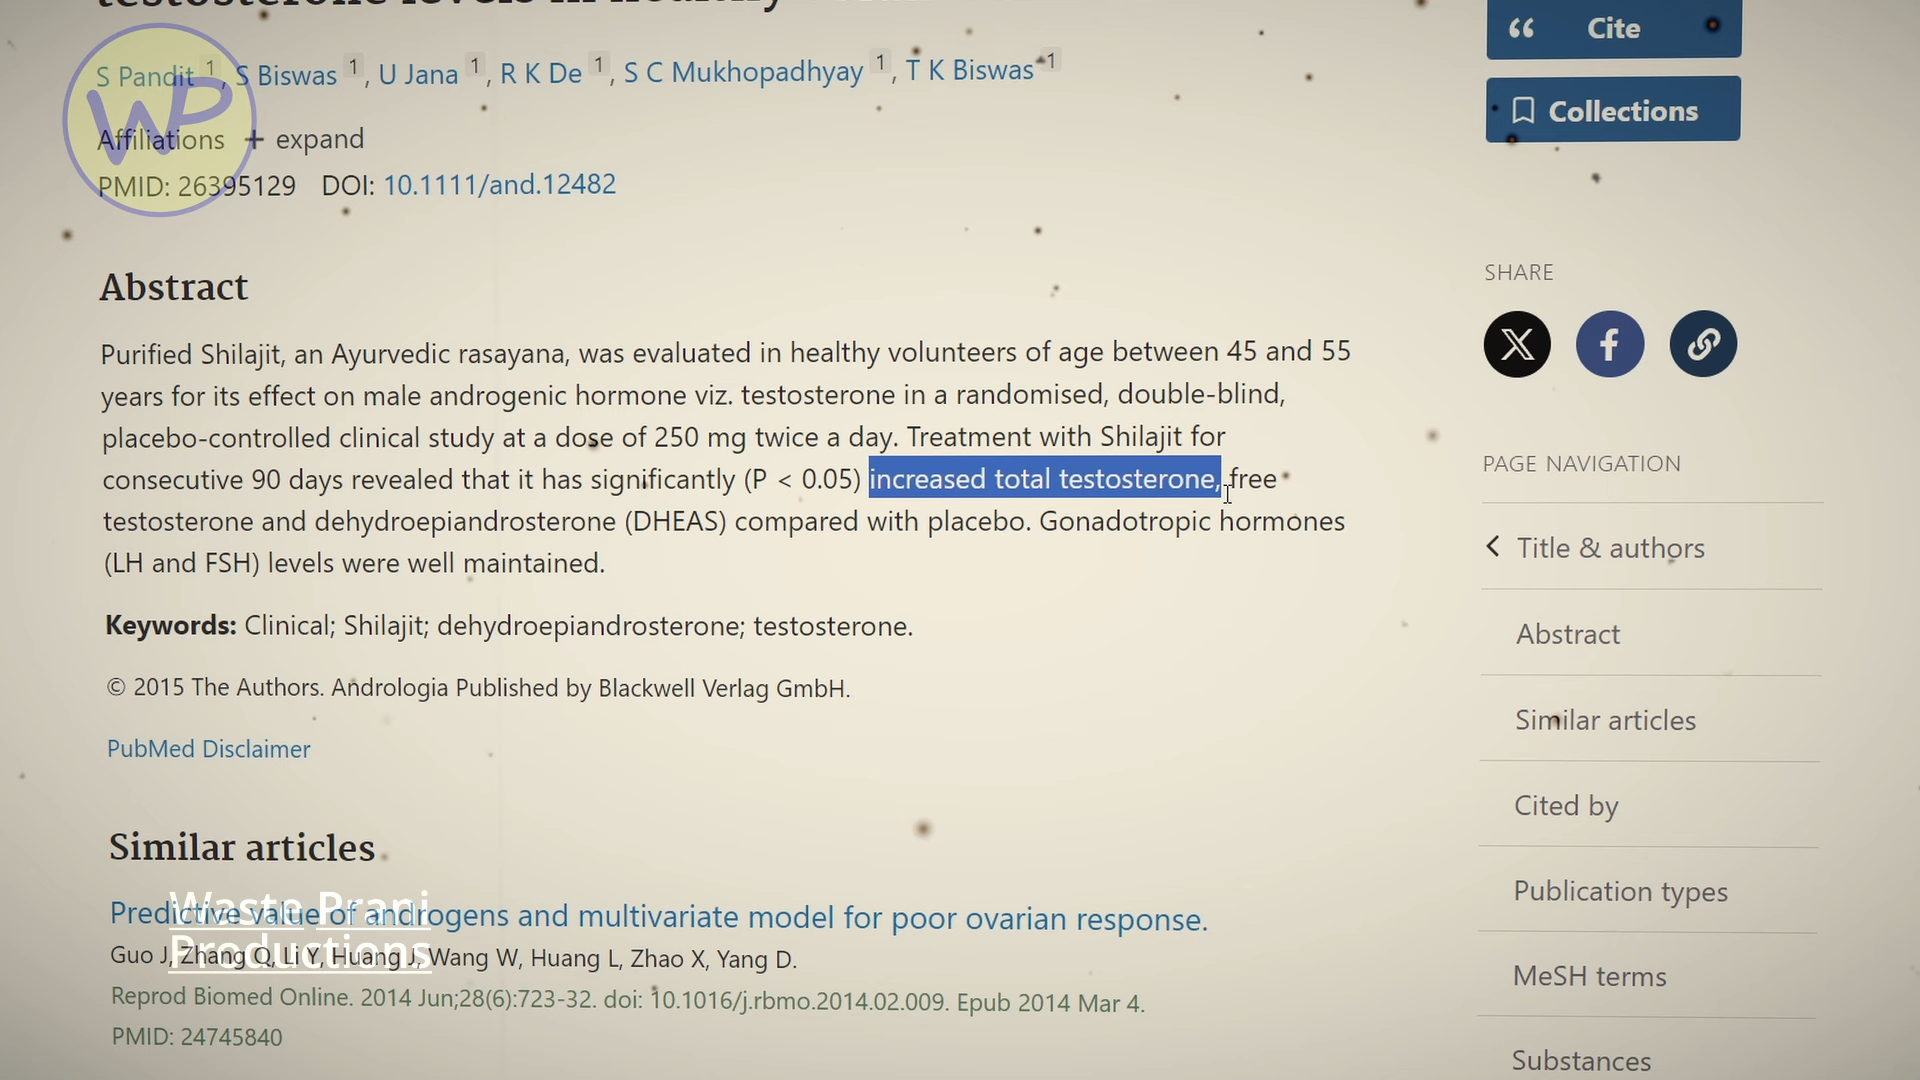 testosterone levels in healthy
S Pandit 1, S Biswas 1, U Jana 1, R K De 1, S C Mukhopadhyay 1, T K Biswas 1
Affiliations + expand
PMID: 26395129 DOI: 10.1111/and.12482
WP
Abstract
Purified Shilajit, an Ayurvedic rasayana, was evaluated in healthy volunteers of age between 45 and 55
years for its effect on male androgenic hormone viz. testosterone in a randomised, double-blind,
placebo-controlled clinical study at a dose of 250 mg twice a day. Treatment with Shilajit for
consecutive 90 days revealed that it has significantly (P < 0.05) increased total testosterone, free
testosterone and dehydroepiandrosterone (DHEAS) compared with placebo. Gonadotropic hormones
(LH and FSH) levels were well maintained.
Keywords: Clinical; Shilajit; dehydroepiandrosterone; testosterone.
© 2015 The Authors. Andrologia Published by Blackwell Verlag GmbH.
PubMed Disclaimer
Similar articles
Predictive value of androgens and multivariate model for poor ovarian response.
Guo J, Zhang Q, Li Y, Huang J, Wang W, Huang L, Zhao X, Yang D.
Reprod Biomed Online. 2014 Jun;28(6):723-32. doi: 10.1016/j.rbmo.2014.02.009. Epub 2014 Mar 4.
PMID: 24745840
Waste Prani
Productions
Cite
Collections
SHARE
PAGE NAVIGATION
Title & authors
Abstract
Similar articles
Cited by
Publication types
MeSH terms
Substances